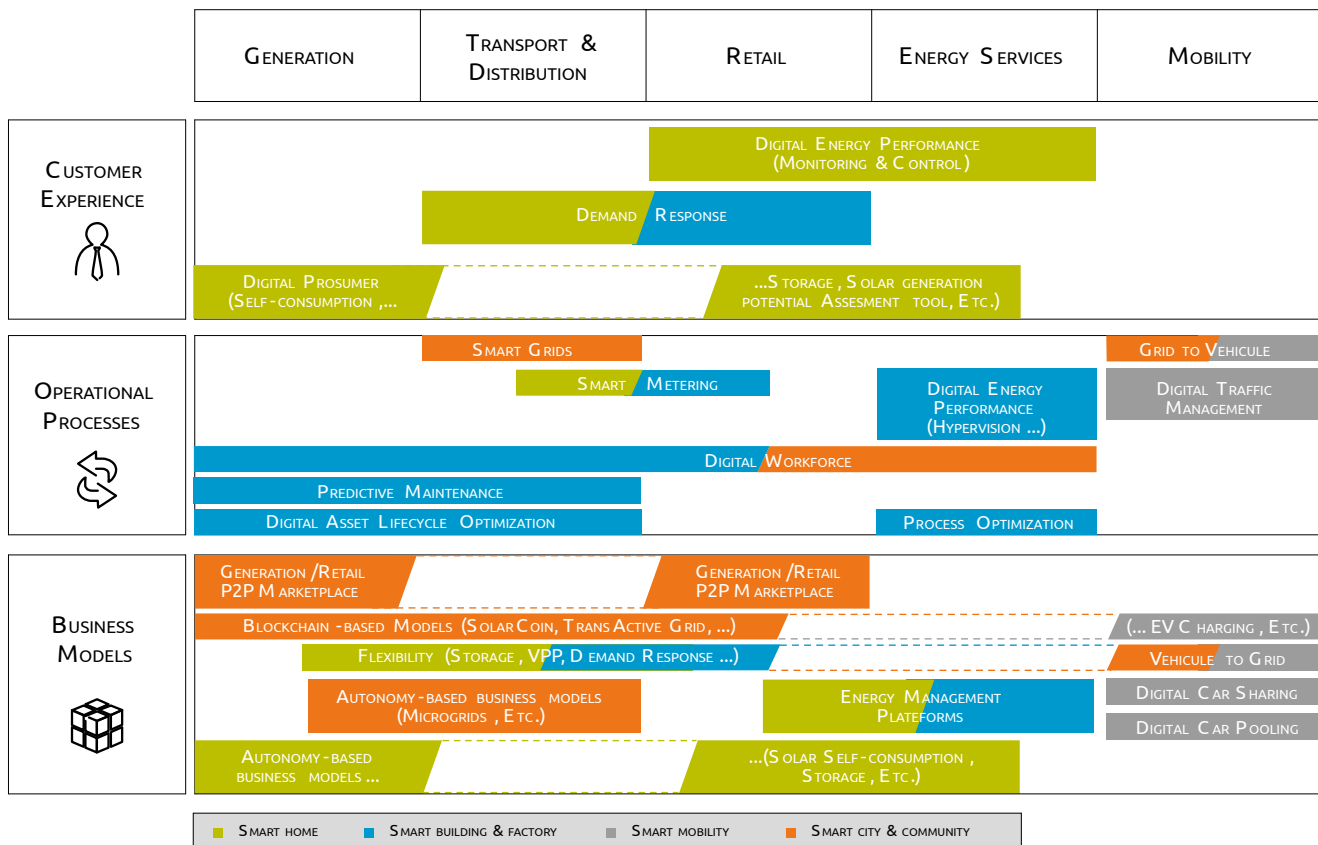 GENERATION
TRANSPORT &
DISTRIBUTION
RETAIL
ENERGY SERVICES
MOBILITY
CUSTOMER
EXPERIENCE
DIGITAL ENERGY PERFORMANCE
(MONITORING & CONTROL)
DEMAND RESPONSE
DIGITAL PROSUMER
(SELF-CONSUMPTION,...
...STORAGE, SOLAR GENERATION
POTENTIAL ASSESMENT TOOL, ETC.)
OPERATIONAL
PROCESSES
SMART GRIDS
GRID TO VEHICULE
SMART METERING
DIGITAL ENERGY
PERFORMANCE
(HYPERVISION ...)
DIGITAL TRAFFIC
MANAGEMENT
DIGITAL WORKFORCE
PREDICTIVE MAINTENANCE
DIGITAL ASSET LIFECYCLE OPTIMIZATION
PROCESS OPTIMIZATION
BUSINESS
MODELS
GENERATION/RETAIL
P2P MARKETPLACE
GENERATION/RETAIL
P2P MARKETPLACE
BLOCKCHAIN-BASED MODELS (SOLARCOIN, TRANSACTIVE GRID, ...)
(... EV CHARGING, ETC.)
FLEXIBILITY (STORAGE, VPP, DEMAND RESPONSE ...)
VEHICULE TO GRID
AUTONOMY-BASED BUSINESS MODELS
(MICROGRIDS, ETC.)
ENERGY MANAGEMENT
PLATEFORMS
DIGITAL CAR SHARING
DIGITAL CAR POOLING
AUTONOMY-BASED
BUSINESS MODELS ...
...(SOLAR SELF-CONSUMPTION,
STORAGE, ETC.)
SMART HOME
SMART BUILDING & FACTORY
SMART MOBILITY
SMART CITY & COMMUNITY